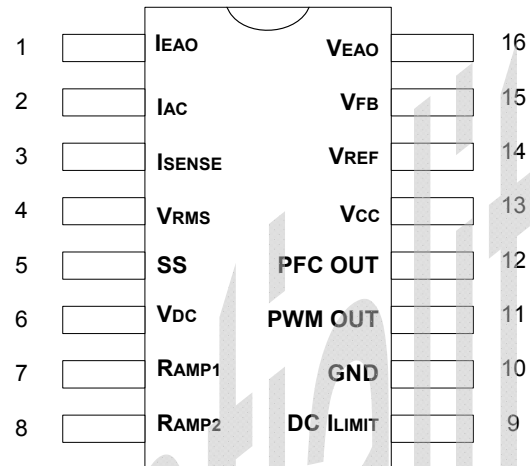 1 IEAO VEAO 16
2 IAC VFB 15
3 ISENSE VREF 14
4 VRMS VCC 13
5 SS PFC OUT 12
6 VDC PWM OUT 11
7 RAMP1 GND 10
8 RAMP2 DC ILIMIT 9